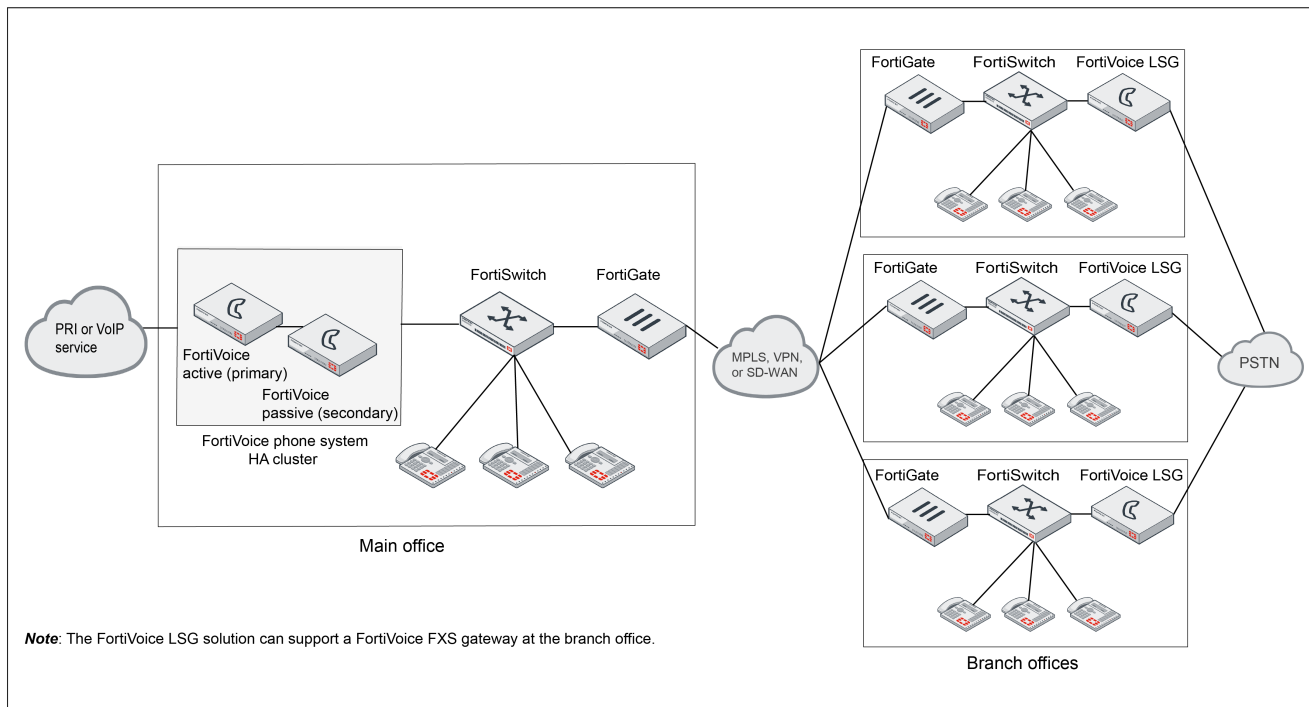 PRI or VoIP
service
FortiVoice
active (primary)
FortiVoice
passive (secondary)
FortiVoice phone system
HA cluster
FortiSwitch
FortiGate
Main office
MPLS, VPN,
or SD-WAN
FortiGate
FortiSwitch
FortiVoice LSG
FortiGate
FortiSwitch
FortiVoice LSG
FortiGate
FortiSwitch
FortiVoice LSG
PSTN
Branch offices
Note: The FortiVoice LSG solution can support a FortiVoice FXS gateway at the branch office.